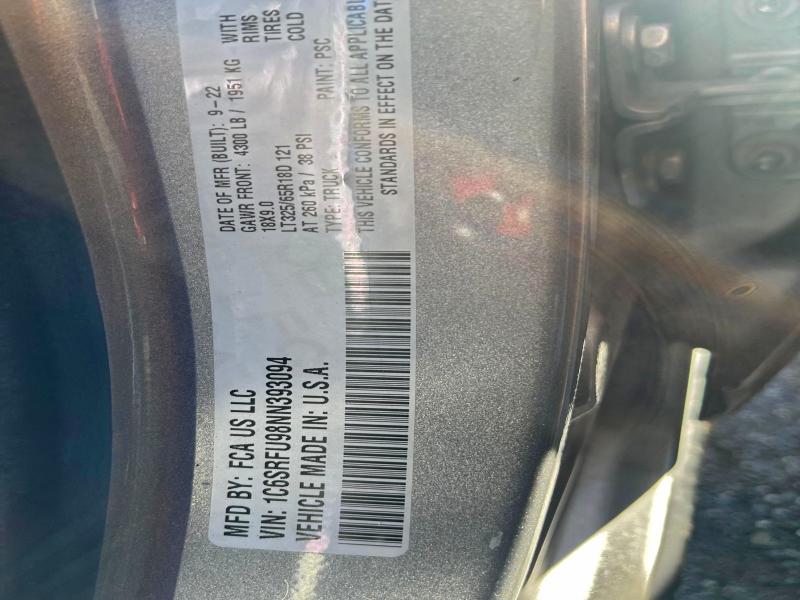 MFD BY: FCA US LLC
DATE OF MFR (BUILT): 9-22
GAWR FRONT: 4300 LB / 1951 KG WITH
18X9.0 RIMS
LT325/65R18D 121 TIRES
AT 260 kPa / 38 PSI COLD
VIN: 1C6SRFU98NN393094
TYPE: TRUCK PAINT: PSC
VEHICLE MADE IN: U.S.A.
THIS VEHICLE CONFORMS TO ALL APPLICABL
STANDARDS IN EFFECT ON THE DAT